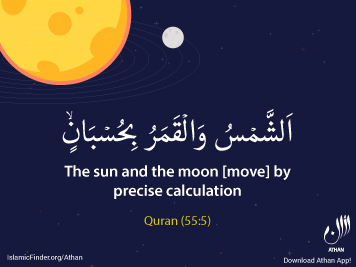 اَلشَّمۡسُ وَالۡقَمَرُ بِحُسۡبَانٍۙ
The sun and the moon [move] by
precise calculation
Quran (55:5)
ATHAN
IslamicFinder.org/Athan
Download Athan App!